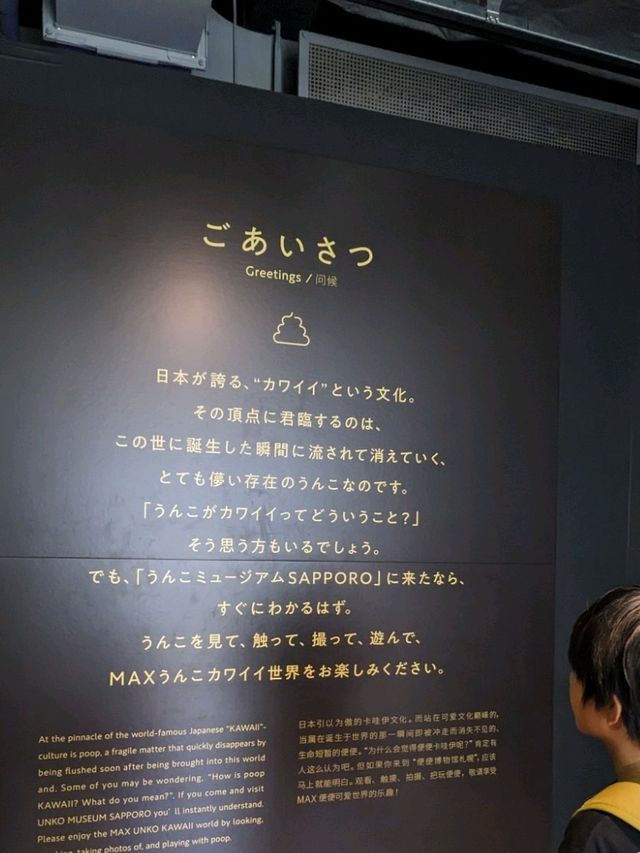 ごあいさつ
Greetings / 问候
日本が誇る、“カワイイ”という文化。
その頂点に君臨するのは、
この世に誕生した瞬間に流されて消えていく、
とても儚い存在のうんこなのです。
「うんこがカワイイってどういうこと？」
そう思う方もいるでしょう。
でも、「うんこミュージアムSAPPORO」に来たなら、
すぐにわかるはず。
うんこを見て、触って、撮って、遊んで、
MAXうんこカワイイ世界をお楽しみください。
At the pinnacle of the world-famous Japanese "KAWAII"-
culture is poop, a fragile matter that quickly disappears by
being flushed soon after being brought into this world
and. Some of you may be wondering. "How is poop
KAWAII? What do you mean?". If you come and visit
UNKO MUSEUM SAPPORO you' ll instantly understand.
Please enjoy the MAX UNKO KAWAII world by looking,
taking photos of, and playing with poop.
日本引以为傲的卡哇伊文化。而站在可爱文化巅峰的，
当属在诞生于世界的那一瞬间即被冲走而消失不见的、
生命短暂的便便。“为什么会觉得便便卡哇伊呢？”肯定有
人这么认为吧。但如果你来到“便便博物馆札幌”，应该
马上就能明白。观看、触摸、拍摄、把玩便便，敬请享受
MAX 便便可爱世界的乐趣！